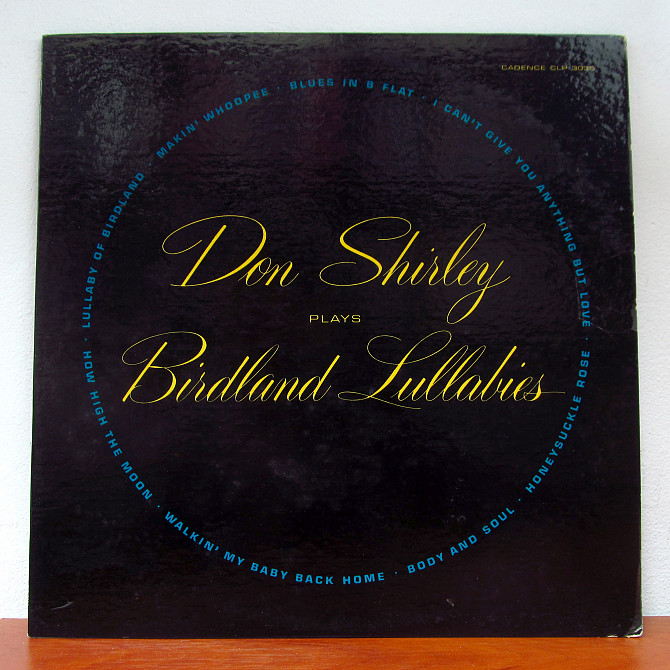 CADENCE CLP 3035
Don Shirley
PLAYS
Birdland Lullabies
LULLABY OF BIRDLAND · MAKIN' WHOOPEE · BLUES IN B FLAT · I CAN'T GIVE YOU ANYTHING BUT LOVE · HONEYSUCKLE ROSE · BODY AND SOUL · WALKIN' MY BABY BACK HOME · HOW HIGH THE MOON ·